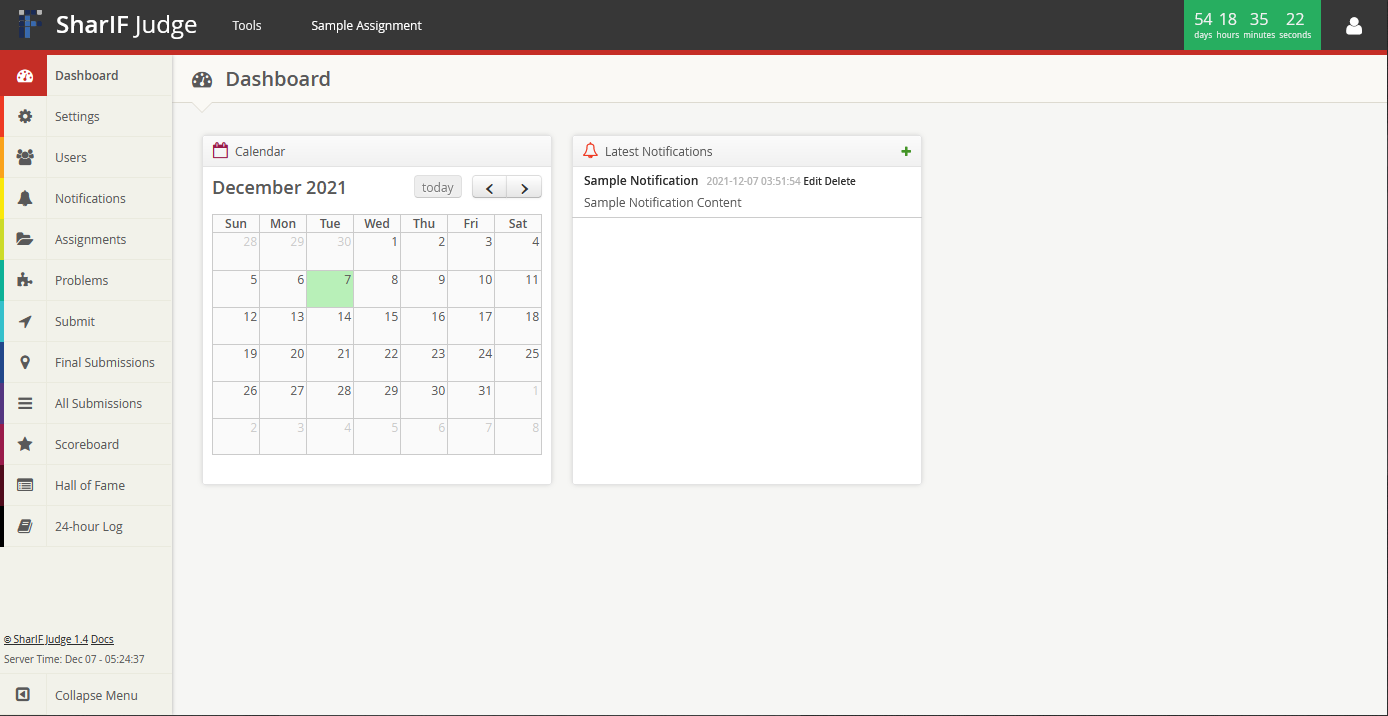 SharIF Judge
Tools
Sample Assignment
54 18 35 22
days hours minutes seconds
Dashboard
Settings
Users
Notifications
Assignments
Problems
Submit
Final Submissions
All Submissions
Scoreboard
Hall of Fame
24-hour Log
© SharIF Judge 1.4 Docs
Server Time: Dec 07 - 05:24:37
Collapse Menu
Dashboard
Calendar
December 2021
today
Sun Mon Tue Wed Thu Fri Sat
28 29 30 1 2 3 4
5 6 7 8 9 10 11
12 13 14 15 16 17 18
19 20 21 22 23 24 25
26 27 28 29 30 31 1
2 3 4 5 6 7 8
Latest Notifications
Sample Notification 2021-12-07 03:51:54 Edit Delete
Sample Notification Content